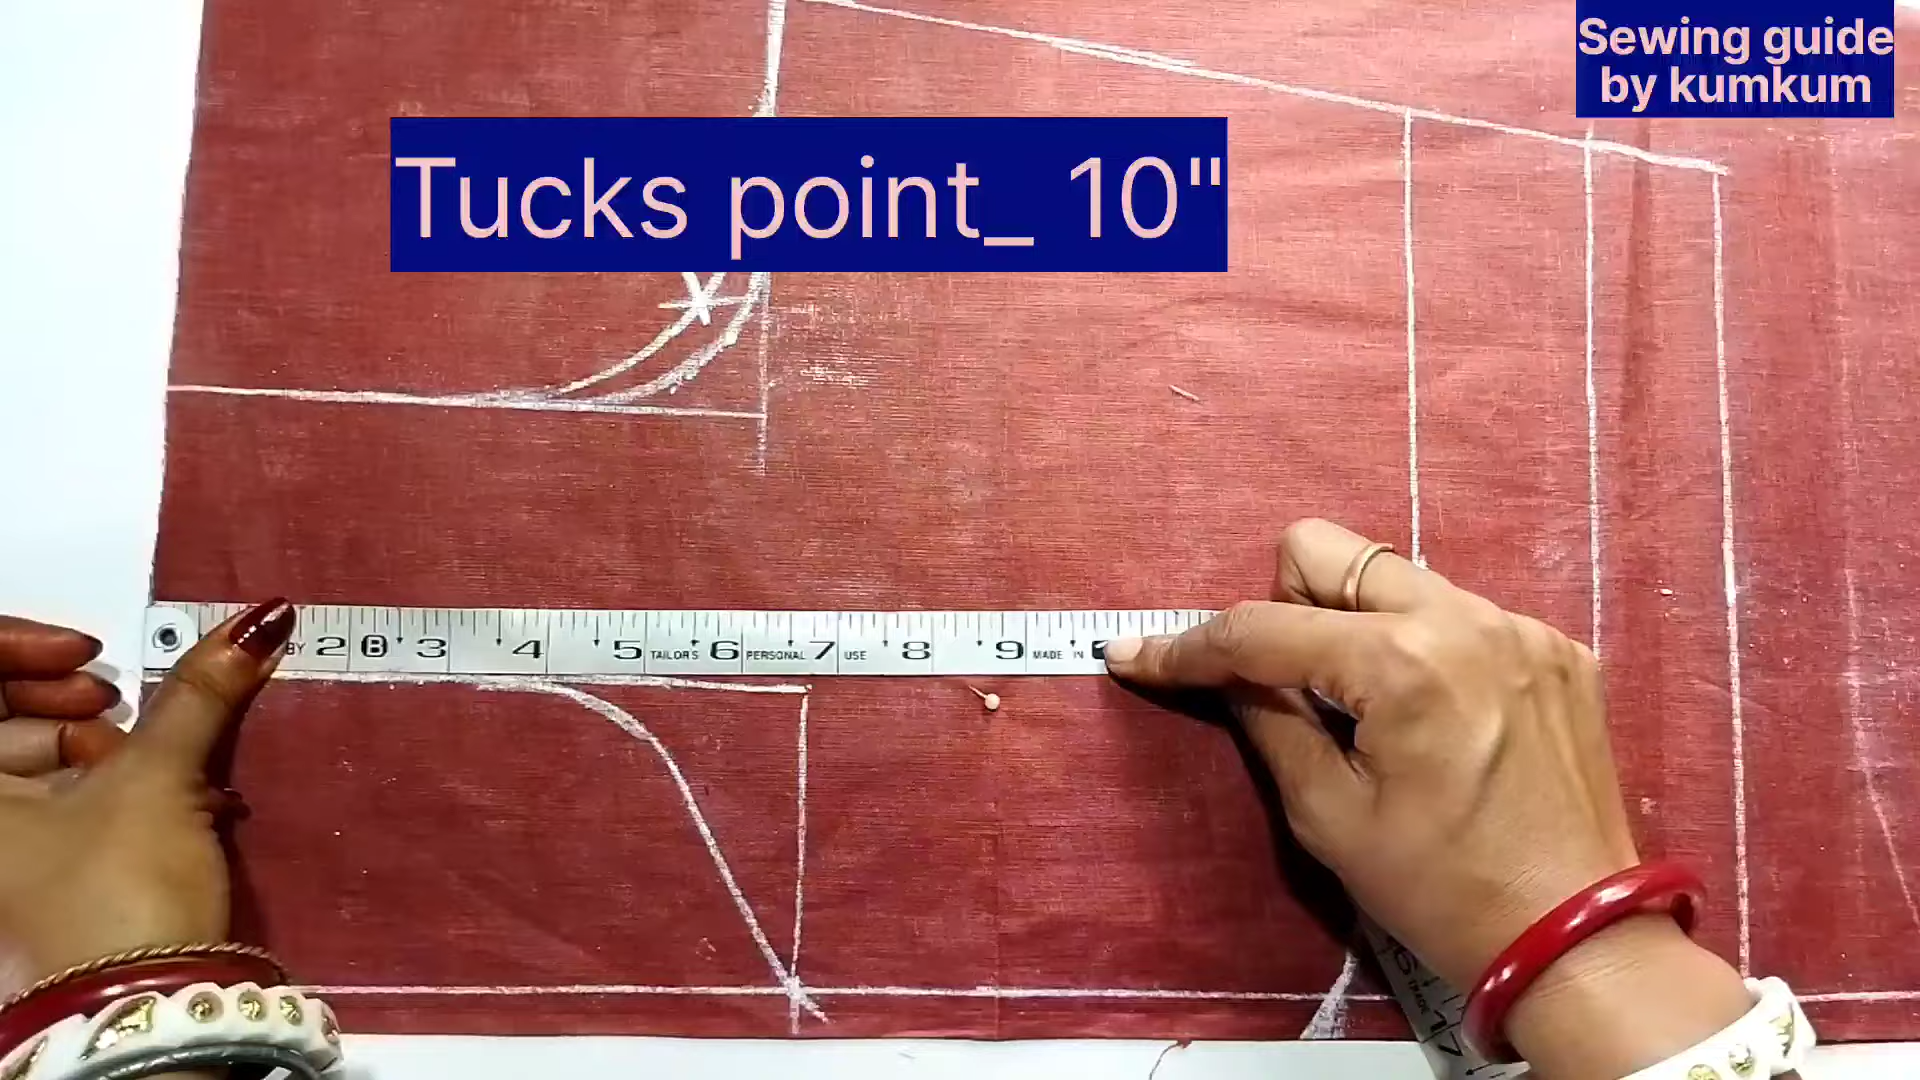 Sewing guide
by kumkum
Tucks point_ 10"
BY 2 B 3 4 5 TAILOR'S 6 PERSONAL 7 USE 8 9 MADE IN